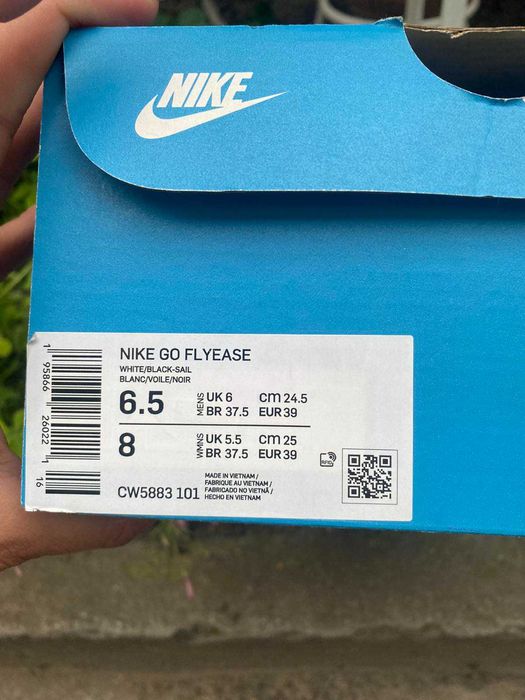 NIKE
NIKE GO FLYEASE
WHITE/BLACK-SAIL
BLANC/VOILE/NOIR
6.5 MENS UK 6 cm 24.5
BR 37.5 EUR 39
8 WMNS UK 5.5 cm 25
BR 37.5 EUR 39
CW5883 101
MADE IN VIETNAM /
FABRIQUE AU VIETNAM /
FABRICADO NO VIETNÃ /
HECHO EN VIETNAM
RFID
1 95866 26022 1
16